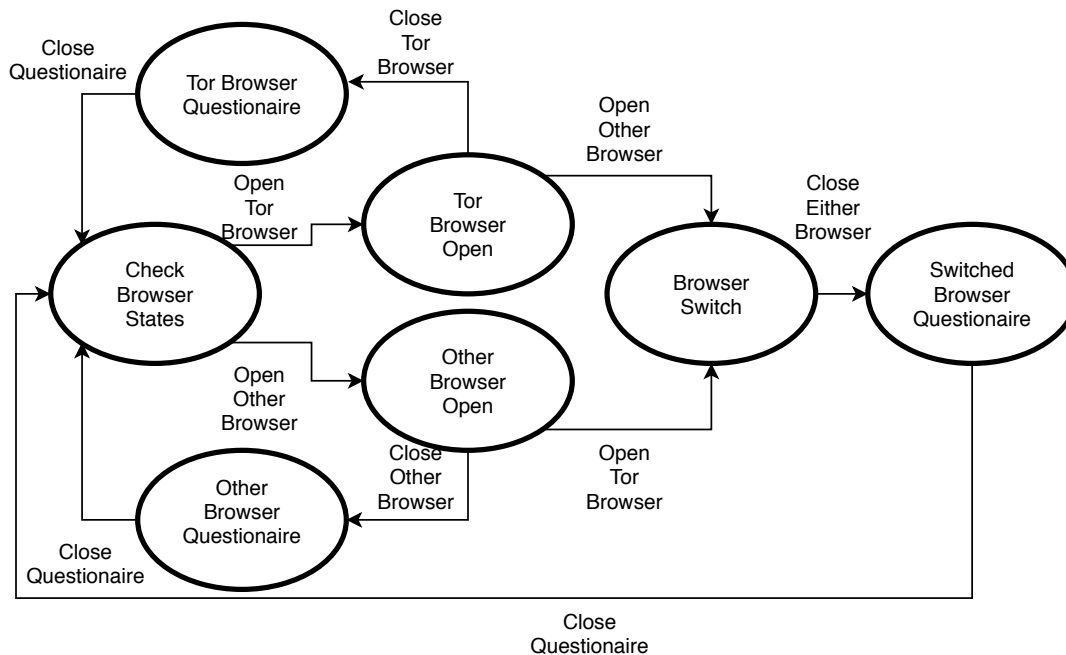 Close
Tor
Browser
Close
Questionaire
Tor Browser
Questionaire
Open
Other
Browser
Open
Tor
Browser
Tor
Browser
Open
Close
Either
Browser
Check
Browser
States
Browser
Switch
Switched
Browser
Questionaire
Open
Other
Browser
Other
Browser
Open
Close
Other
Browser
Open
Tor
Browser
Other
Browser
Questionaire
Close
Questionaire
Close
Questionaire